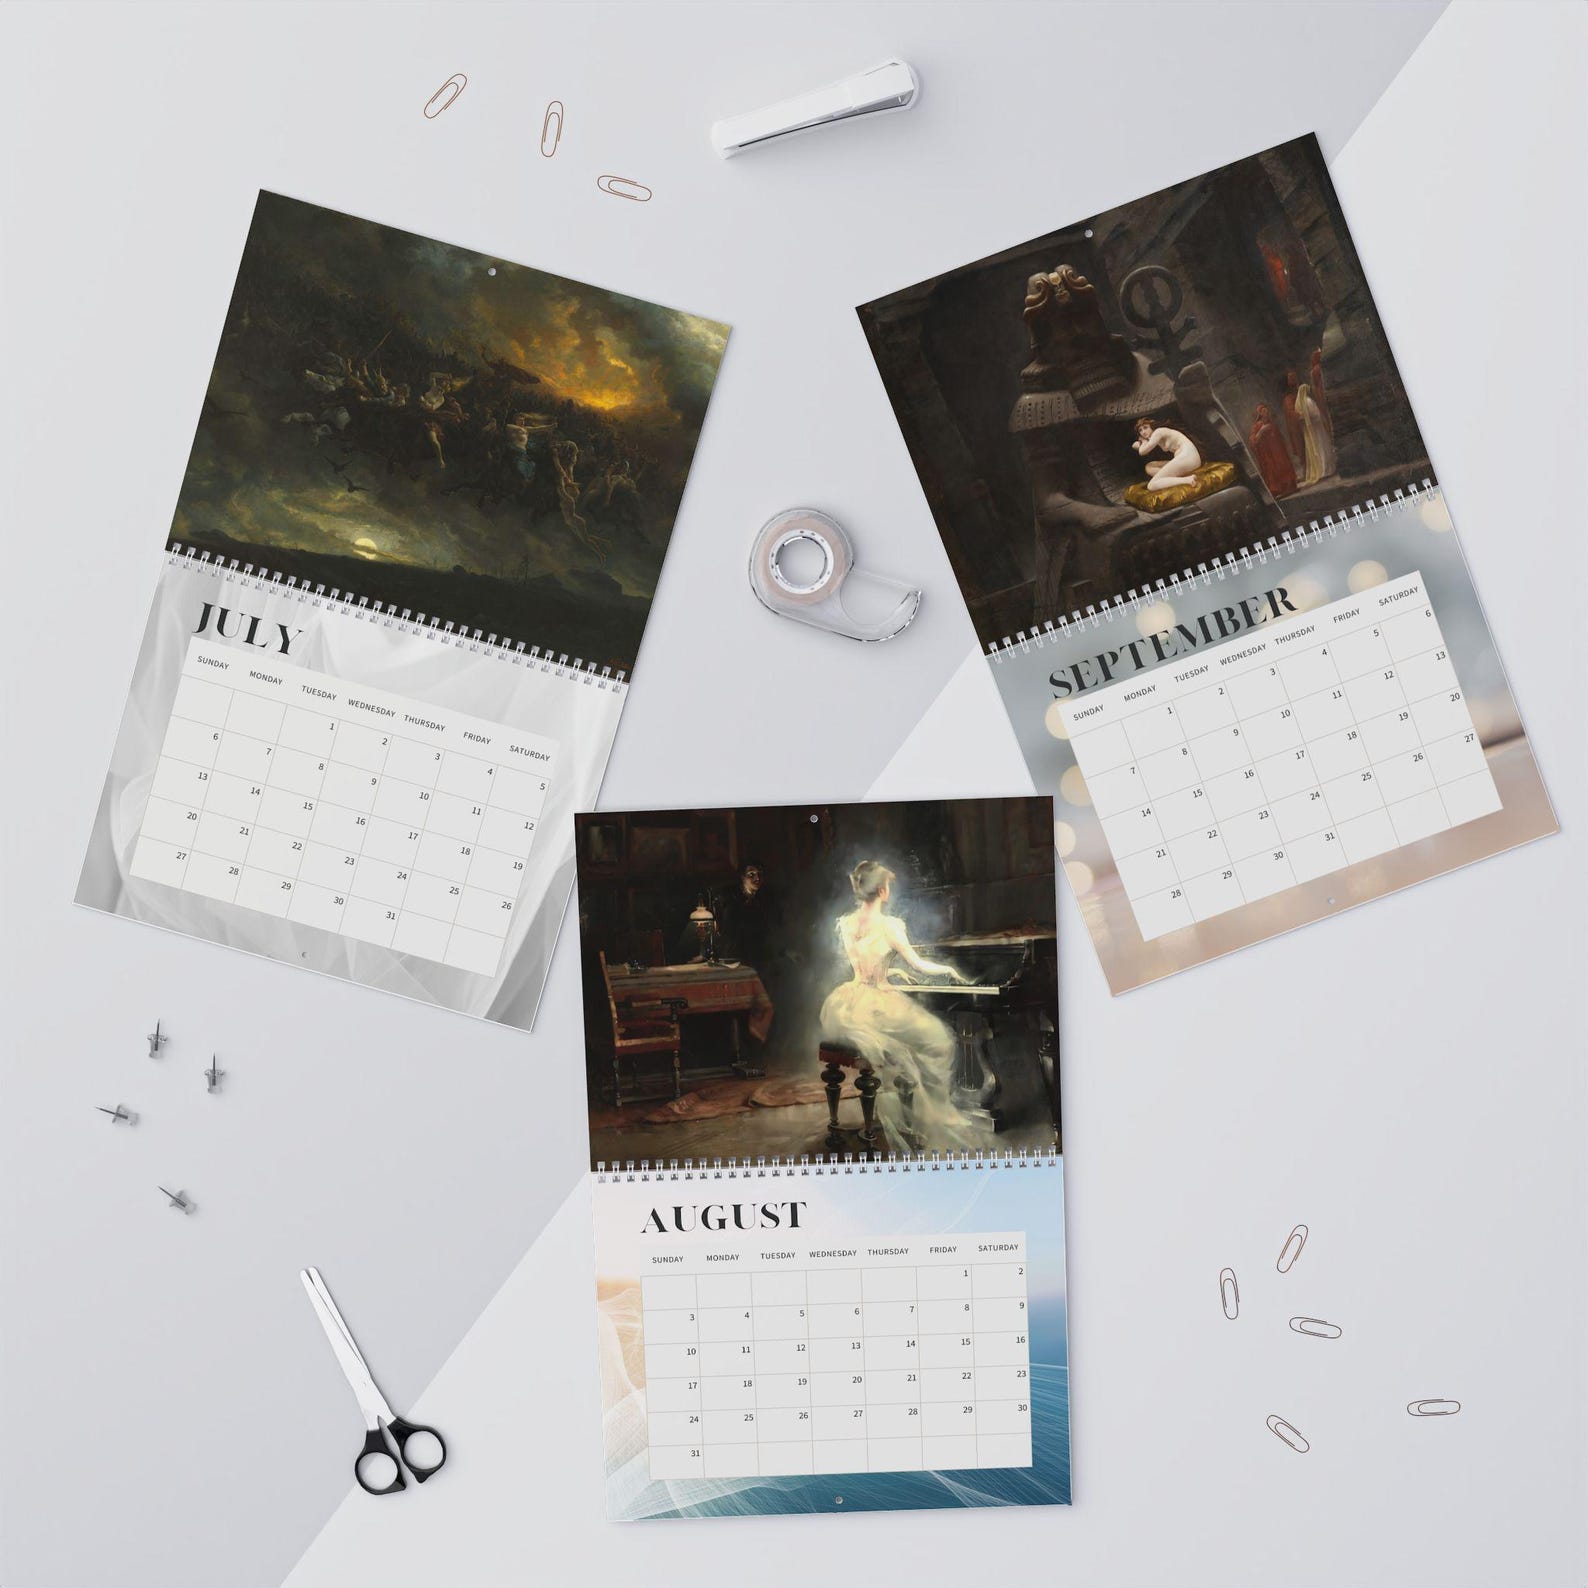 JULY
SUNDAY MONDAY TUESDAY WEDNESDAY THURSDAY FRIDAY SATURDAY
1 2 3 4 5
6 7 8 9 10 11 12
13 14 15 16 17 18 19
20 21 22 23 24 25 26
27 28 29 30 31
SEPTEMBER
SUNDAY MONDAY TUESDAY WEDNESDAY THURSDAY FRIDAY SATURDAY
1 2 3 4 5 6
7 8 9 10 11 12 13
14 15 16 17 18 19 20
21 22 23 24 25 26 27
28 29 30 31
AUGUST
SUNDAY MONDAY TUESDAY WEDNESDAY THURSDAY FRIDAY SATURDAY
1 2
3 4 5 6 7 8 9
10 11 12 13 14 15 16
17 18 19 20 21 22 23
24 25 26 27 28 29 30
31